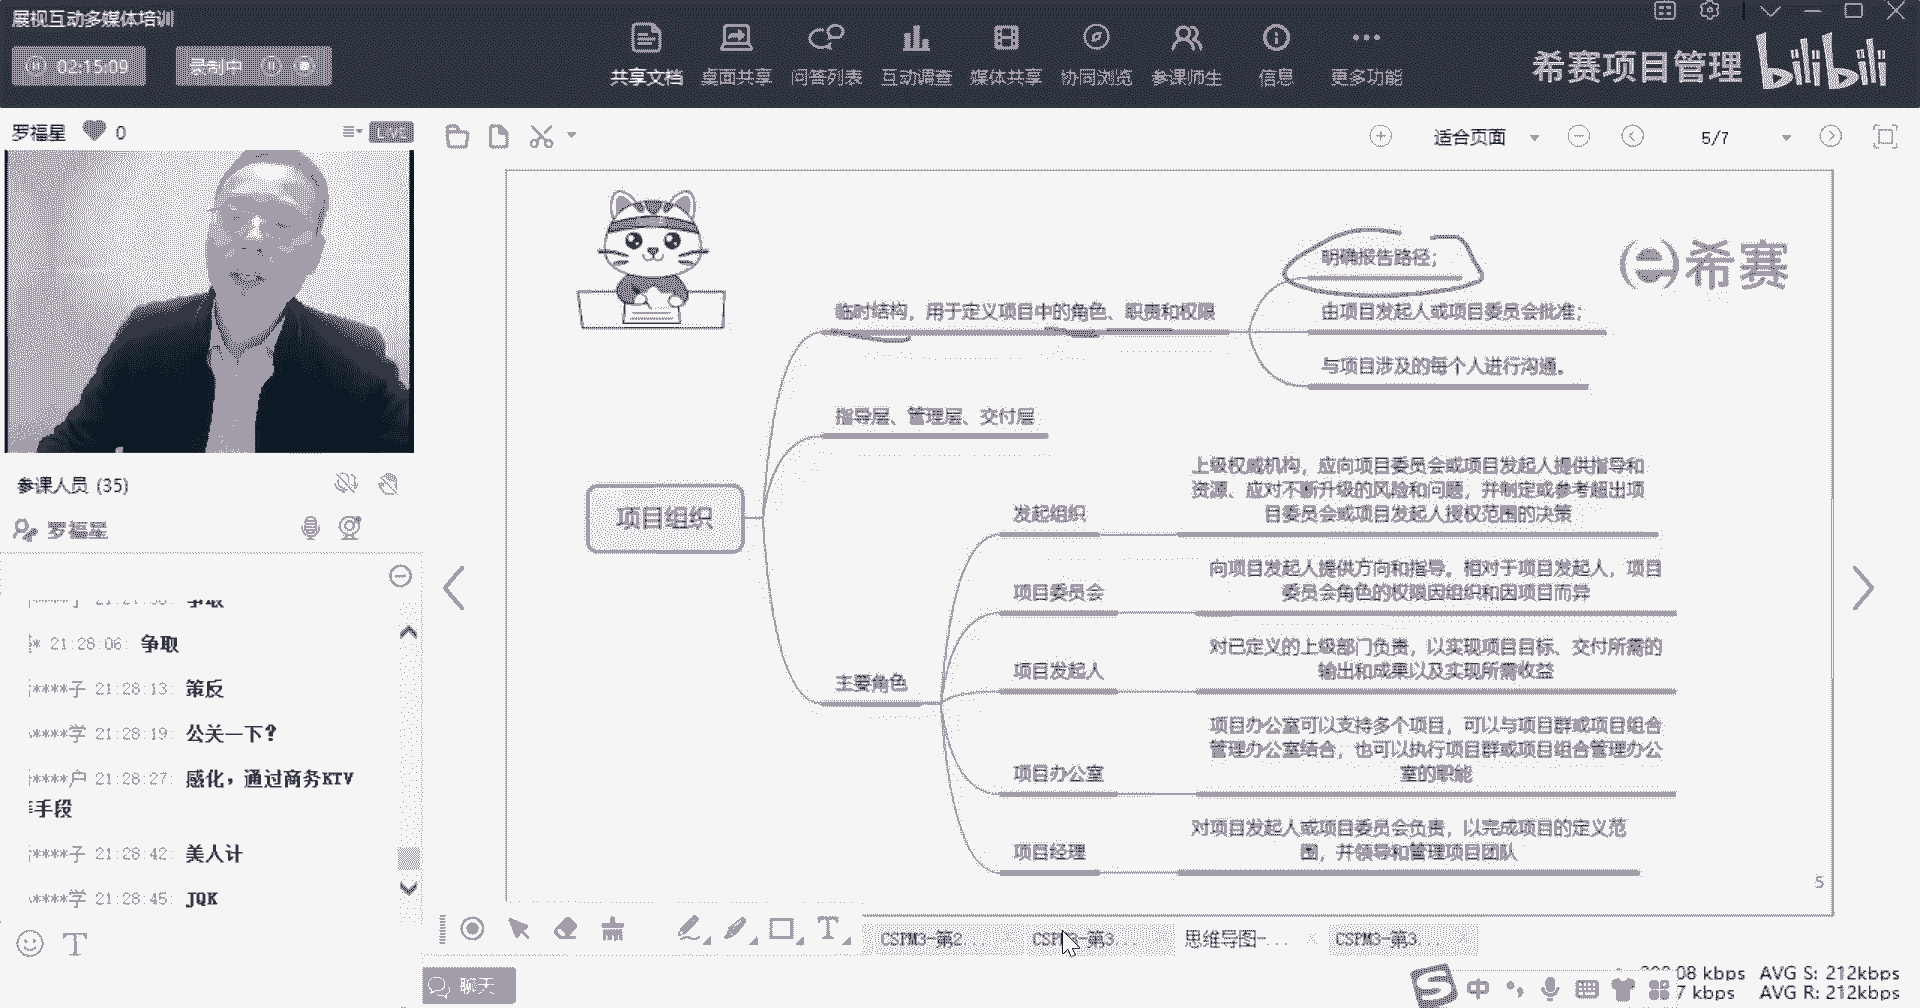 展视互动多媒体培训
02:15:09
录制中
共享文档 桌面共享 问答列表 互动调查 媒体共享 协同浏览 参课师生 信息 更多功能
希赛项目管理 bilibili
罗福星 0
LIVE
适合页面
5/7
希赛
明确报告路径；
临时结构，用于定义项目中的角色、职责和权限
由项目发起人或项目委员会批准；
与项目涉及的每个人进行沟通。
指导层、管理层、交付层
项目组织
上级权威机构，应向项目委员会或项目发起人提供指导和
资源、应对不断升级的风险和问题，并制定或参考超出项
目委员会或项目发起人授权范围的决策
发起组织
向项目发起人提供方向和指导。相对于项目发起人，项目
委员会角色的权限因组织和因项目而异
项目委员会
对已定义的上级部门负责，以实现项目目标、交付所需的
输出和成果以及实现所需收益
项目发起人
主要角色
项目办公室可以支持多个项目，可以与项目群或项目组合
管理办公室结合，也可以执行项目群或项目组合管理办公
室的职能
项目办公室
对项目发起人或项目委员会负责，以完成项目的定义范
围，并领导和管理项目团队
项目经理
5
参课人员 (35)
罗福星
争取
* 21:28:06: 争取
****子 21:28:13: 策反
****学 21:28:19: 公关一下?
****户 21:28:27: 感化，通过商务KTV
手段
****子 21:28:42: 美人计
****学 21:28:45: JQK
T
CSPM3-第2...
CSPM3-第3...
思维导图-...
CSPM3-第3...
聊天
中
08 kbps AVG S: 212kbps
7 kbps AVG R: 212kbps